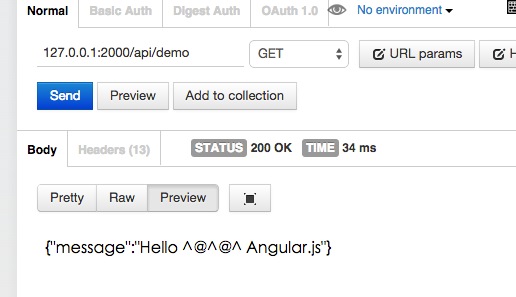 Normal Basic Auth Digest Auth OAuth 1.0 No environment
127.0.0.1:2000/api/demo GET URL params H
Send Preview Add to collection
Body Headers (13) STATUS 200 OK TIME 34 ms
Pretty Raw Preview
{"message":"Hello ^@^@^ Angular.js"}